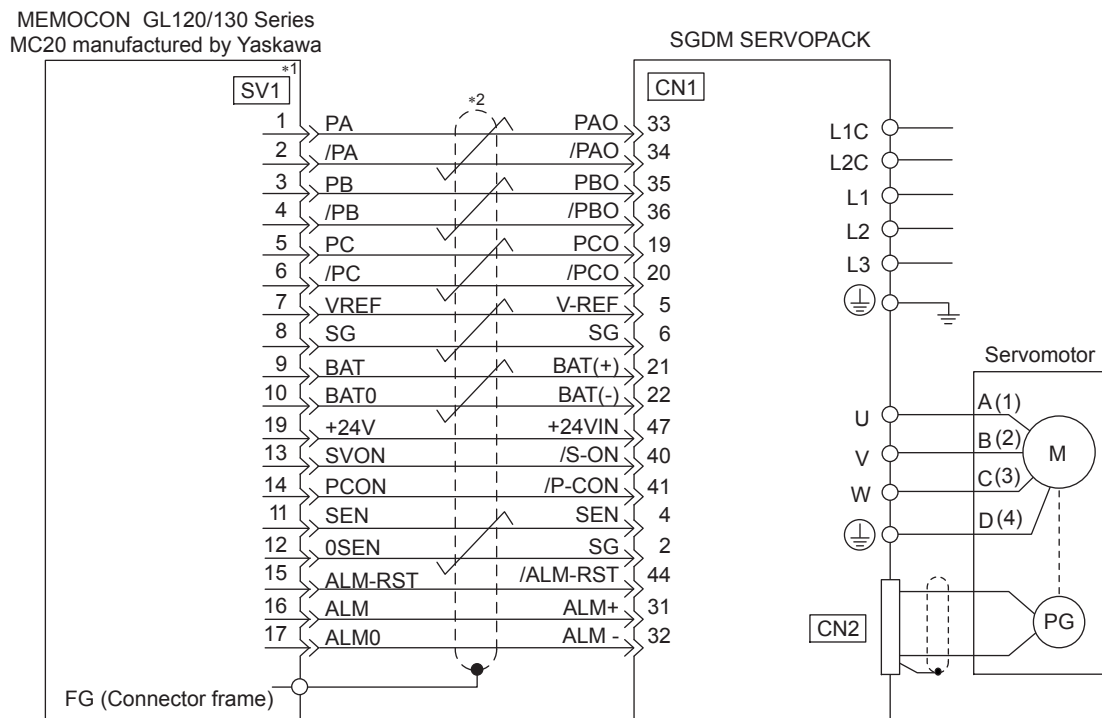 MEMOCON GL120/130 Series
MC20 manufactured by Yaskawa
SGDM SERVOPACK
*1
SV1
*2
CN1
1 PA PAO 33
2 /PA /PAO 34
3 PB PBO 35
4 /PB /PBO 36
5 PC PCO 19
6 /PC /PCO 20
7 VREF V-REF 5
8 SG SG 6
9 BAT BAT(+) 21
10 BAT0 BAT(-) 22
19 +24V +24VIN 47
13 SVON /S-ON 40
14 PCON /P-CON 41
11 SEN SEN 4
12 0SEN SG 2
15 ALM-RST /ALM-RST 44
16 ALM ALM+ 31
17 ALM0 ALM - 32
FG (Connector frame)
L1C
L2C
L1
L2
L3
Servomotor
U A (1)
V B (2)
W C (3)
D (4)
M
CN2
PG